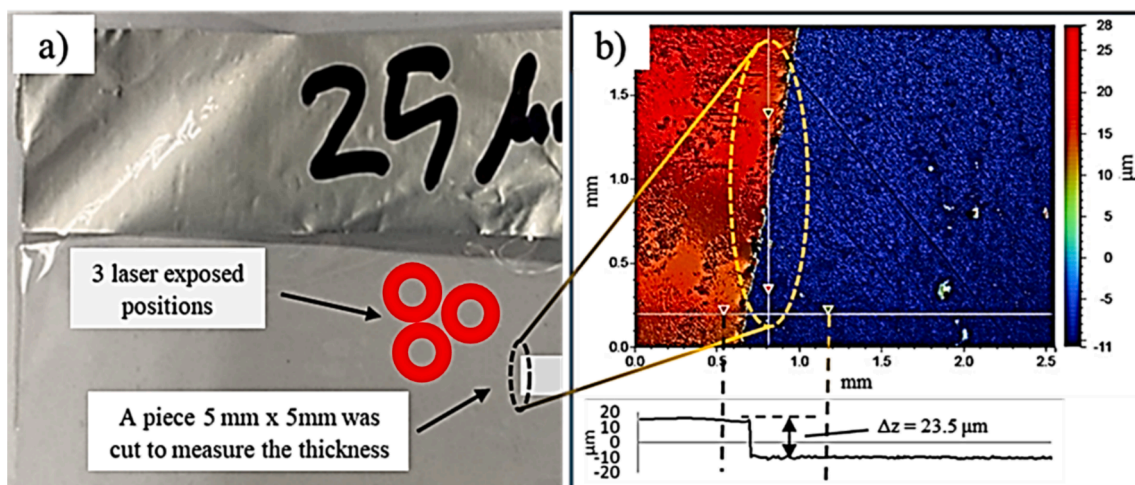 a)
25 μm
3 laser exposed
positions
A piece 5 mm x 5mm was
cut to measure the thickness
b)
mm
1.5
1.0
0.5
0.0
0.0 0.5 1.0 1.5 2.0 2.5
mm
28
25
20
15
10
5
0
-5
-11
μm
μm
20
10
0
-10
Δz = 23.5 μm